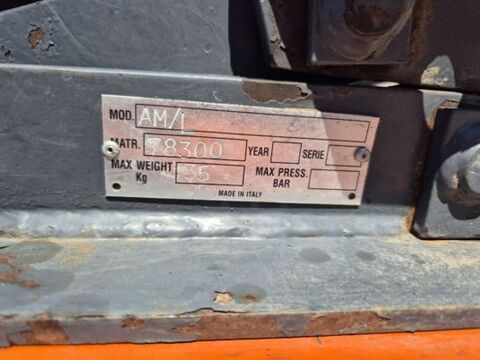 MOD. AM/L
MATR. 78300 YEAR SERIE
MAX WEIGHT Kg 35 MAX PRESS. BAR
MADE IN ITALY